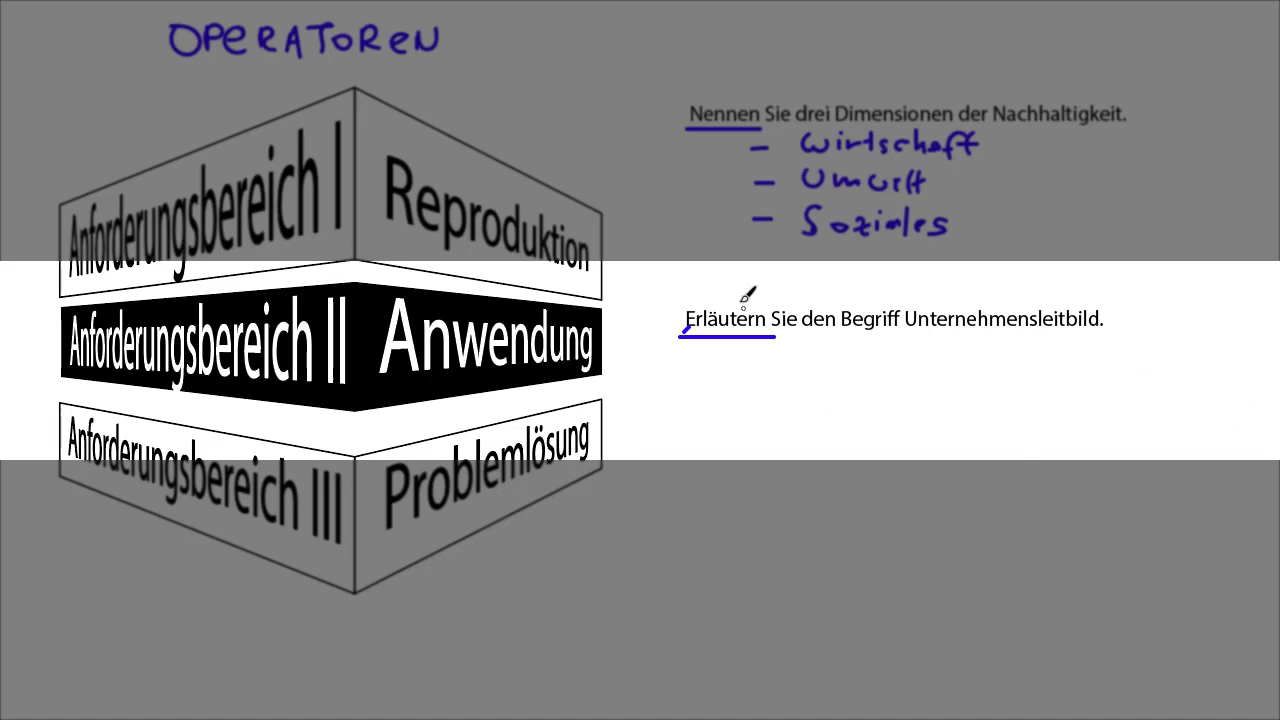 OPERATOREN
Nennen Sie drei Dimensionen der Nachhaltigkeit.
- Wirtschaft
- Umwelt
- Soziales
Anforderungsbereich I Reproduktion
Erläutern Sie den Begriff Unternehmensleitbild.
Anforderungsbereich II Anwendung
Anforderungsbereich III Problemlösung